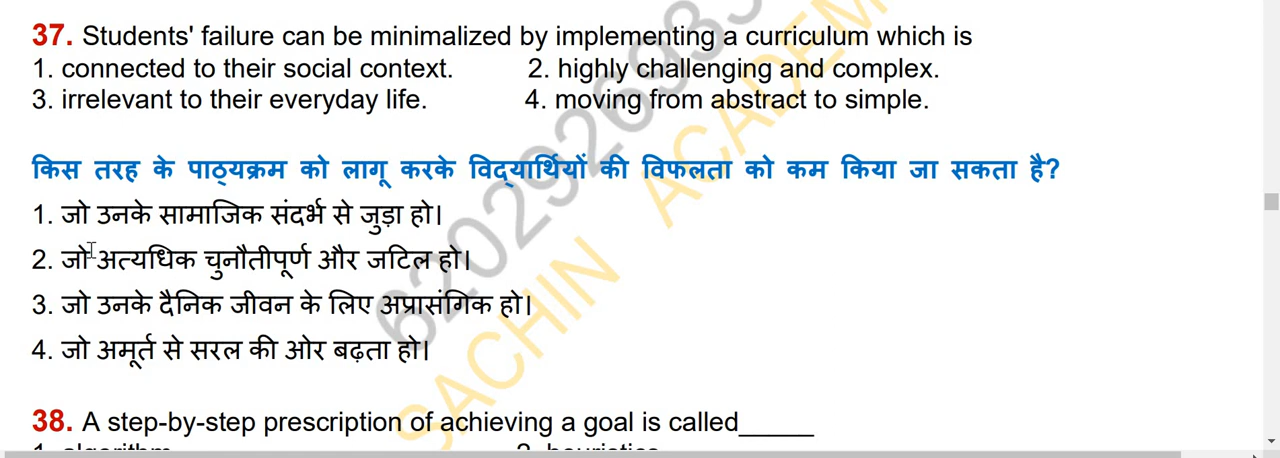 37. Students' failure can be minimalized by implementing a curriculum which is
1. connected to their social context. 2. highly challenging and complex.
3. irrelevant to their everyday life. 4. moving from abstract to simple.
किस तरह के पाठ्यक्रम को लागू करके विद्यार्थियों की विफलता को कम किया जा सकता है?
1. जो उनके सामाजिक संदर्भ से जुड़ा हो।
2. जो अत्यधिक चुनौतीपूर्ण और जटिल हो।
3. जो उनके दैनिक जीवन के लिए अप्रासंगिक हो।
4. जो अमूर्त से सरल की ओर बढ़ता हो।
38. A step-by-step prescription of achieving a goal is called______
SACHIN ACADEM